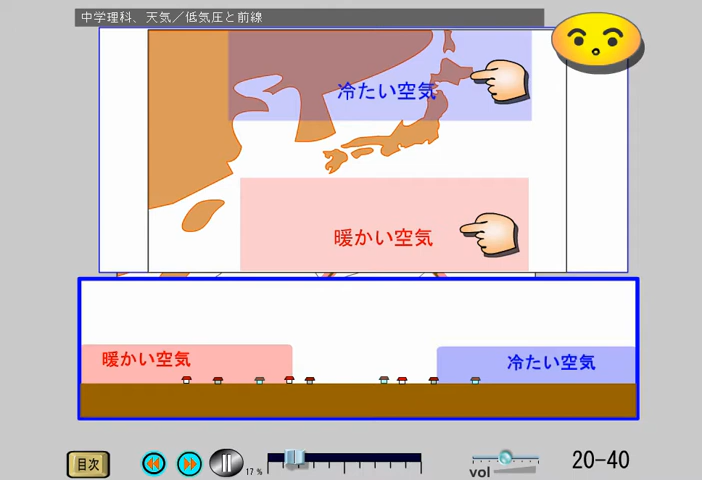 中学理科、天気／低気圧と前線
冷たい空気
暖かい空気
暖かい空気
冷たい空気
目次
17 %
vol
20-40